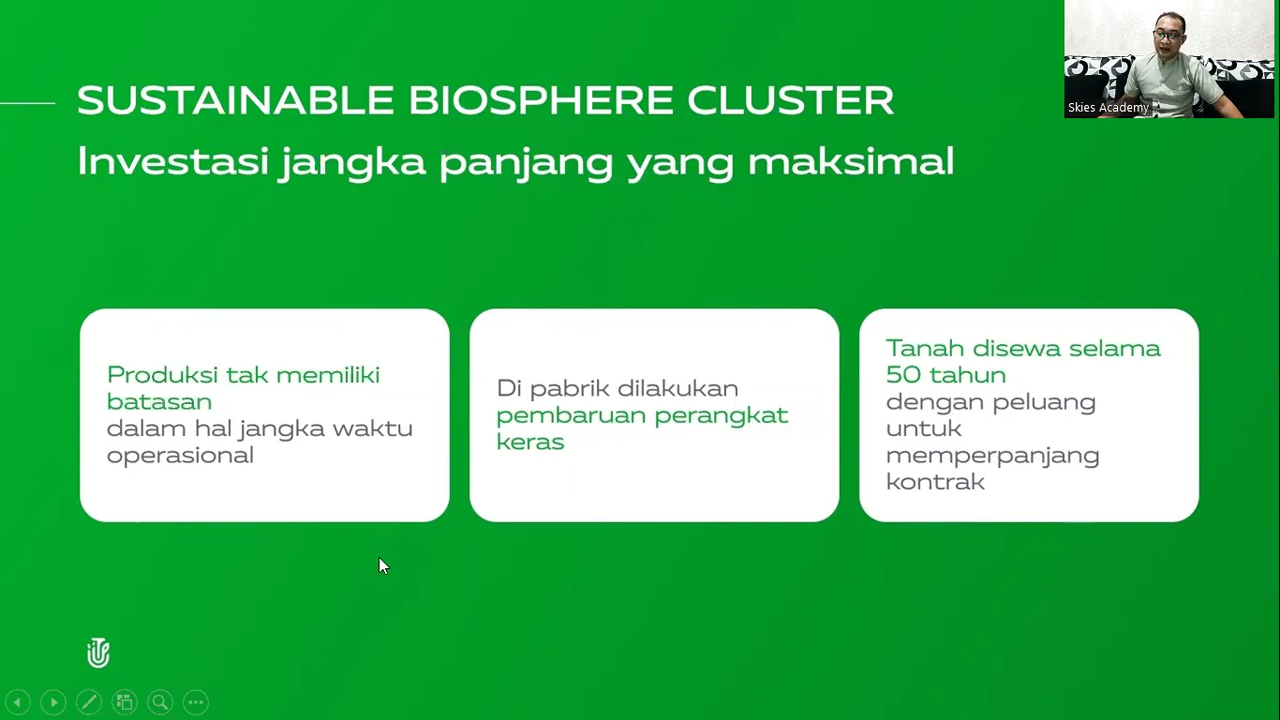 Skies Academy
SUSTAINABLE BIOSPHERE CLUSTER
Investasi jangka panjang yang maksimal
Produksi tak memiliki
batasan
dalam hal jangka waktu
operasional
Di pabrik dilakukan
pembaruan perangkat
keras
Tanah disewa selama
50 tahun
dengan peluang
untuk
memperpanjang
kontrak